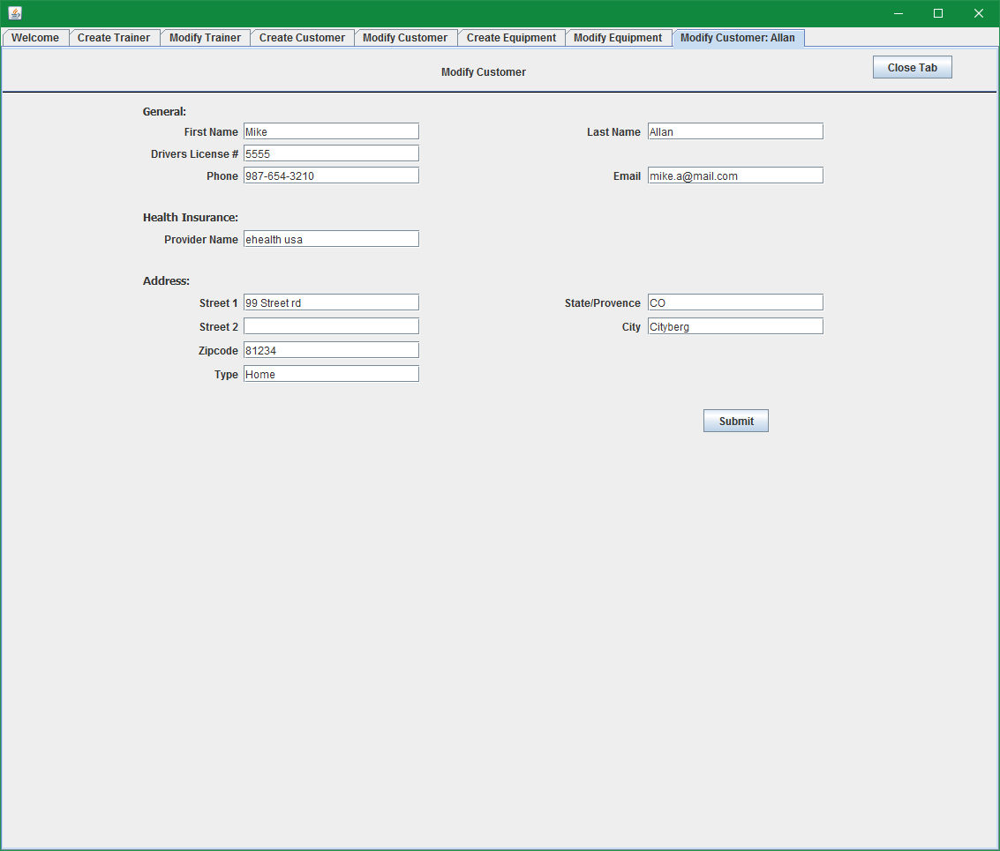 Welcome Create Trainer Modify Trainer Create Customer Modify Customer Create Equipment Modify Equipment Modify Customer: Allan
Modify Customer Close Tab
General:
First Name Mike Last Name Allan
Drivers License # 5555
Phone 987-654-3210 Email mike.a@mail.com
Health Insurance:
Provider Name ehealth usa
Address:
Street 1 99 Street rd State/Provence CO
Street 2 City Cityberg
Zipcode 81234
Type Home
Submit